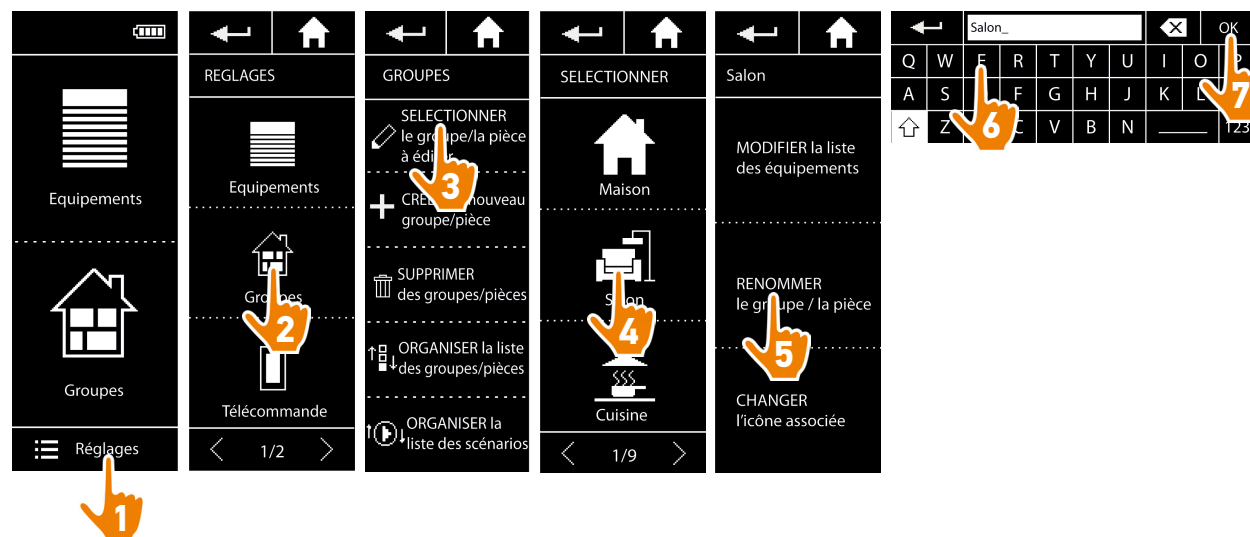 Equipements
Groupes
Réglages
1
REGLAGES
Equipements
Groupes
2
Télécommande
1/2
GROUPES
SELECTIONNER
le groupe/la pièce
à éditer
3
nouveau
groupe/pièce
SUPPRIMER
des groupes/pièces
ORGANISER la liste
des groupes/pièces
ORGANISER la
liste des scénarios
SELECTIONNER
Maison
Salon
4
Cuisine
1/9
Salon
MODIFIER la liste
des équipements
RENOMMER
le groupe / la pièce
5
CHANGER
l'icône associée
Salon_ OK
Q W E R T Y U I O P
A S F G H J K L
Z C V B N 123
6
7